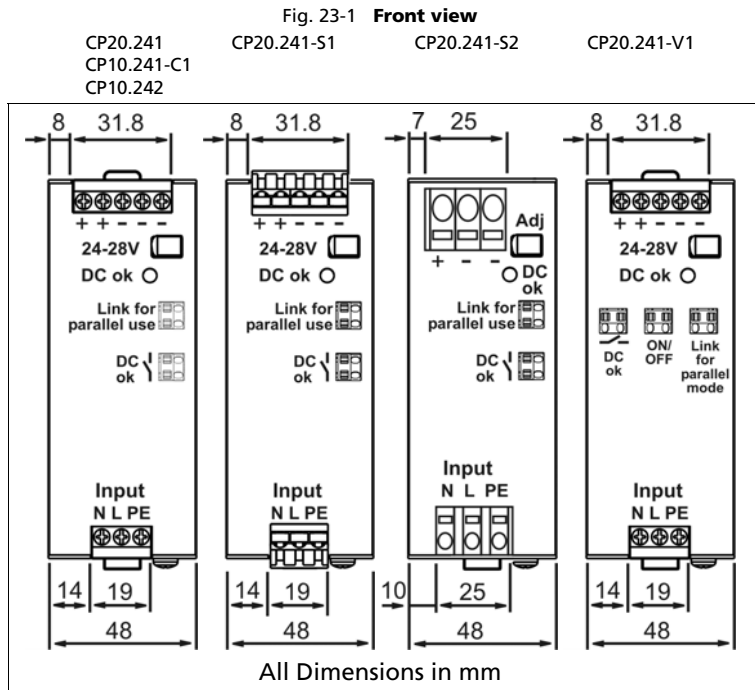 Fig. 23-1 Front view
CP20.241 CP20.241-S1 CP20.241-S2 CP20.241-V1
CP10.241-C1
CP10.242
8 31.8
+ + - - -
24-28V
DC ok
Link for
parallel use
DC
ok
Input
N L PE
14 19
48
8 31.8
+ + - - -
24-28V
DC ok
Link for
parallel use
DC
ok
Input
N L PE
14 19
48
7 25
Adj
+ - -
DC
ok
Link for
parallel use
DC
ok
Input
N L PE
10 25
48
8 31.8
+ + - - -
24-28V
DC ok
DC
ok
ON/
OFF
Link
for
parallel
mode
Input
N L PE
14 19
48
All Dimensions in mm